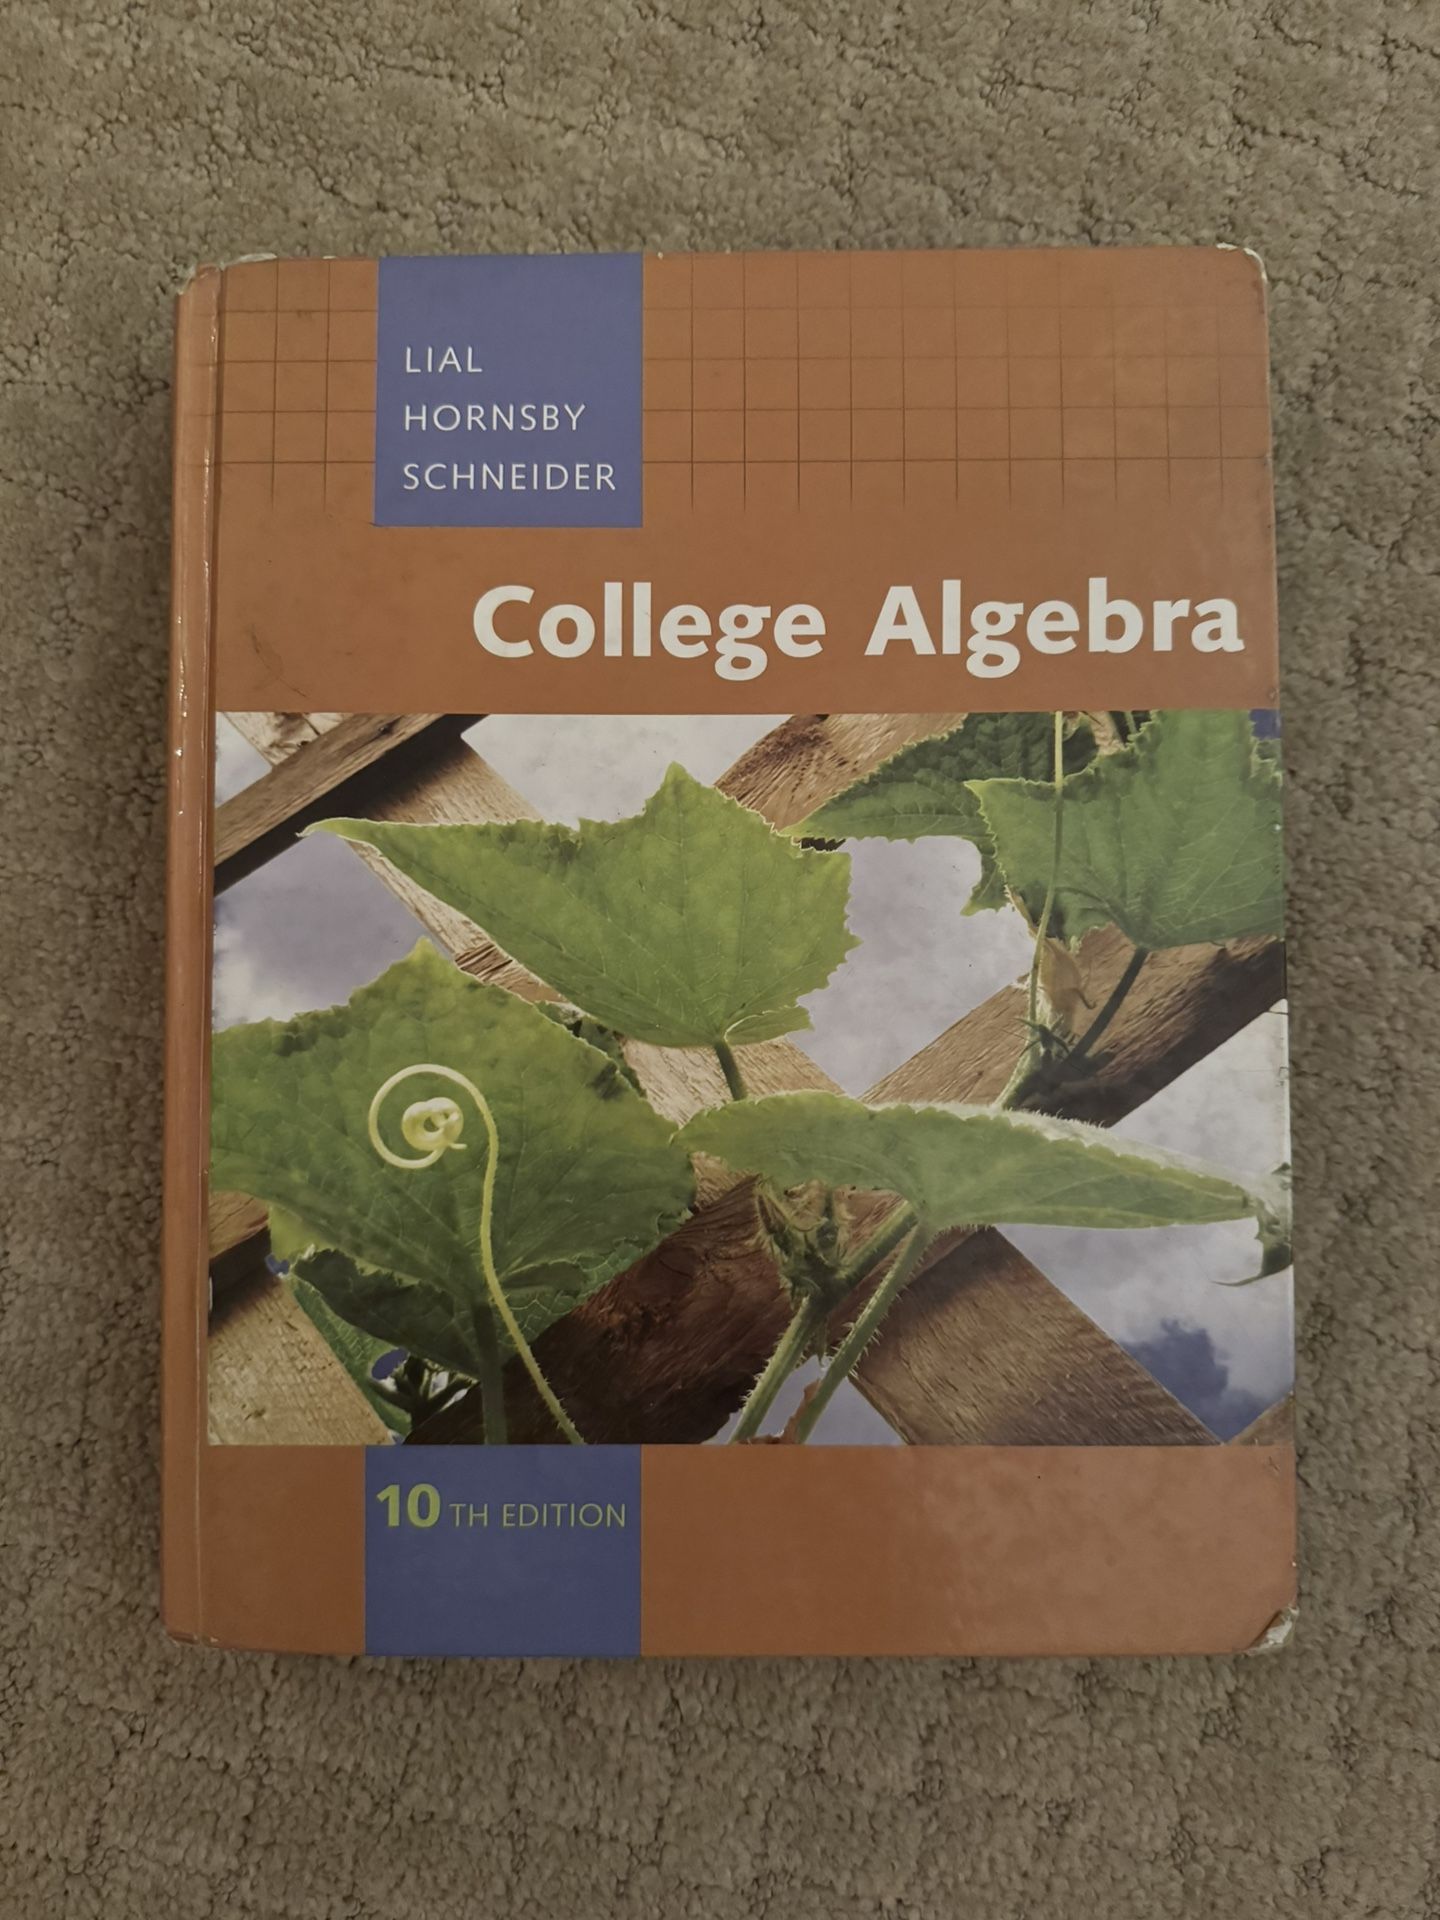 LIAL
HORNSBY
SCHNEIDER
College Algebra
10TH EDITION